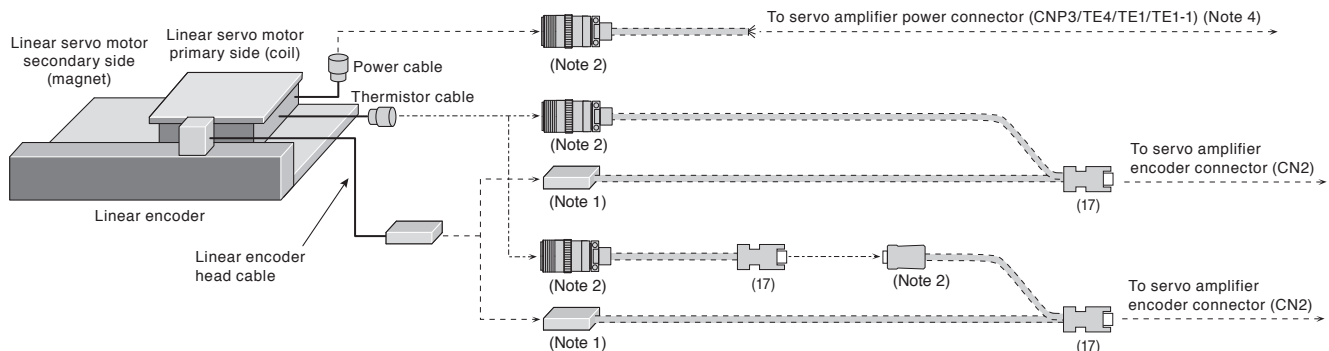 To servo amplifier power connector (CNP3/TE4/TE1/TE1-1) (Note 4)
Linear servo motor
primary side (coil)
Linear servo motor
secondary side
(magnet)
Power cable
(Note 2)
Thermistor cable
(Note 2)
To servo amplifier
encoder connector (CN2)
(Note 1)
(17)
Linear encoder
Linear encoder
head cable
(Note 2)
(17)
(Note 2)
To servo amplifier
encoder connector (CN2)
(Note 1)
(17)